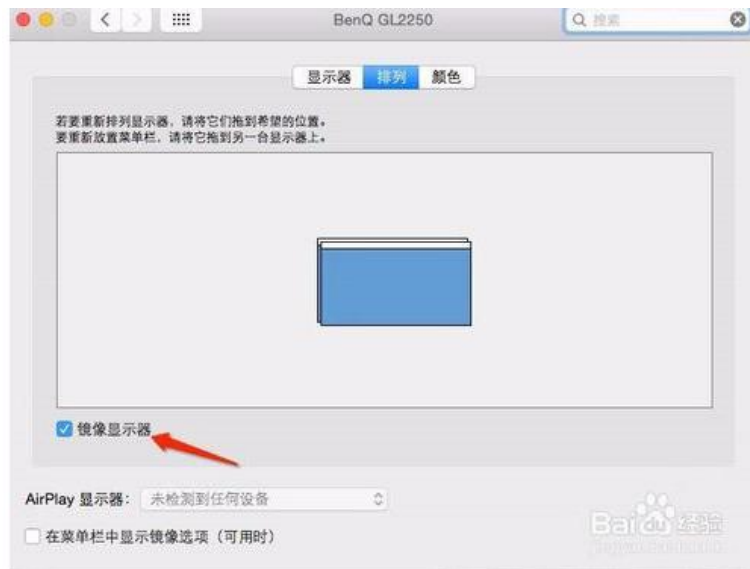 BenQ GL2250
搜索
显示器 排列 颜色
若要重新排列显示器，请将它们拖到希望的位置。
要重新放置菜单栏，请将它拖到另一台显示器上。
镜像显示器
AirPlay 显示器： 未检测到任何设备
在菜单栏中显示镜像选项（可用时）
Baidu 经验